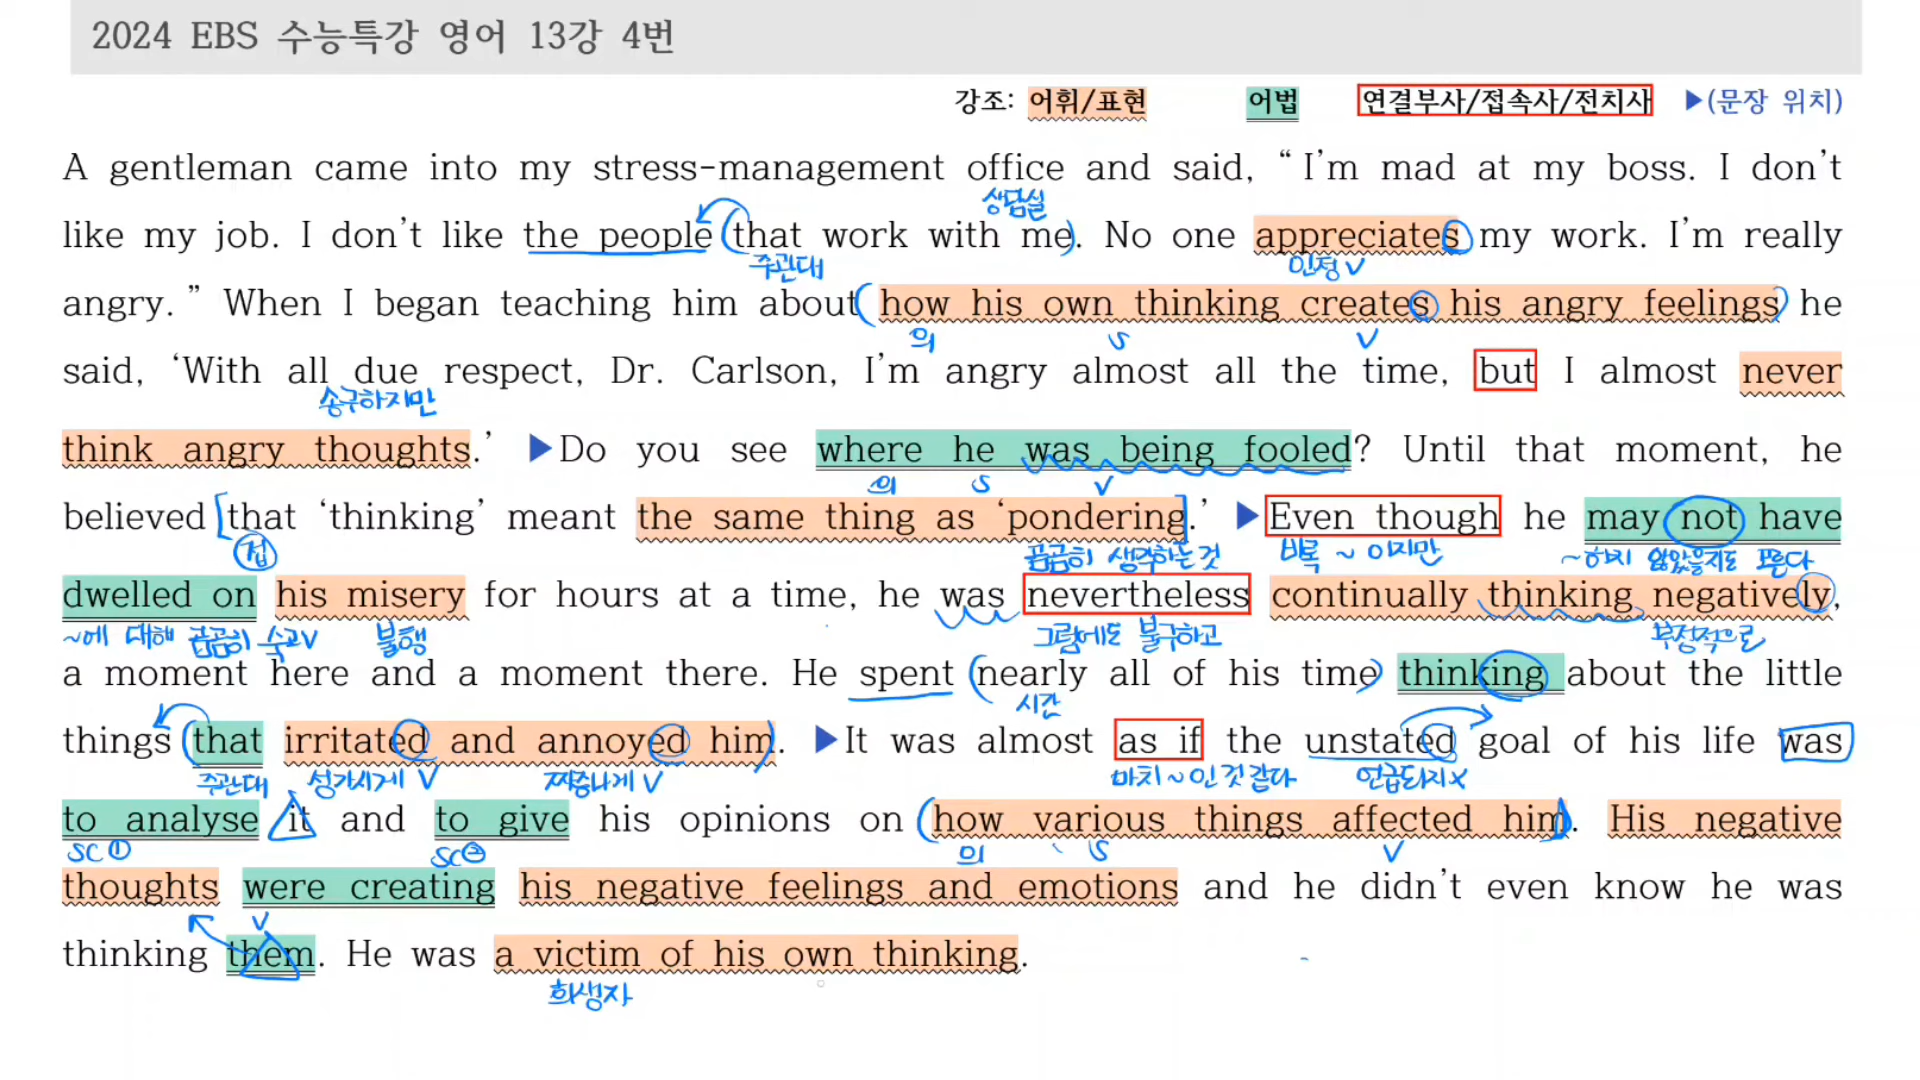 2024 EBS 수능특강 영어 13강 4번
강조: 어휘/표현 어법 연결부사/접속사/전치사 ▶(문장 위치)
A gentleman came into my stress-management office and said, “ I’m mad at my boss. I don’t
상담실
like my job. I don’t like the people that work with me. No one appreciates my work. I’m really
주관대 인정 V
angry. ” When I began teaching him about how his own thinking creates his angry feelings he
의 S V
said, ‘With all due respect, Dr. Carlson, I’m angry almost all the time, but I almost never
송구하지만
think angry thoughts.’ ▶Do you see where he was being fooled? Until that moment, he
의 S V
believed that ‘thinking’ meant the same thing as ‘pondering.’ ▶Even though he may not have
접 곰곰히 생각하는 것 비록 ~ 이지만 ~하지 않았을지도 모른다
dwelled on his misery for hours at a time, he was nevertheless continually thinking negatively,
~에 대해 곰곰히 숙고V 불행 그럼에도 불구하고 부정적으로
a moment here and a moment there. He spent nearly all of his time thinking about the little
시간
things that irritated and annoyed him. ▶It was almost as if the unstated goal of his life was
주관대 성가시게 V 짜증나게 V 마치~인 것 같다 언급되지X
to analyse it and to give his opinions on how various things affected him. His negative
SC① SC② 의 S V
thoughts were creating his negative feelings and emotions and he didn’t even know he was
V
thinking them. He was a victim of his own thinking.
희생자